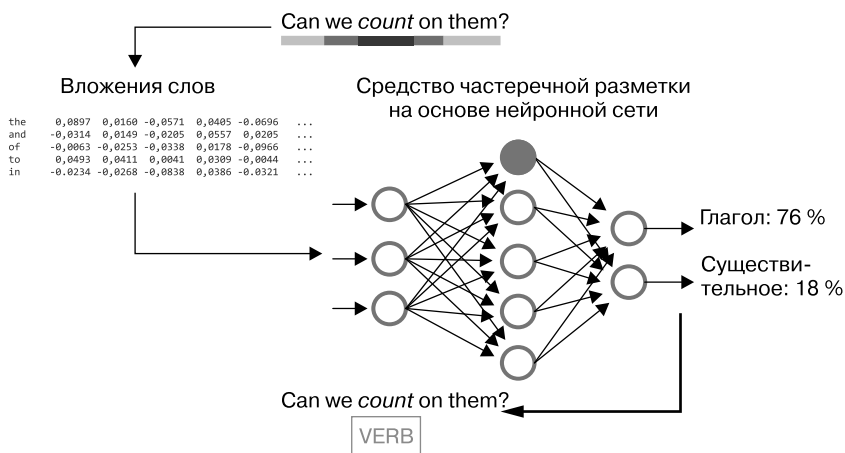 Can we count on them?
Вложения слов
the 0,0897 0,0160 -0,0571 0,0405 -0.0696 ...
and -0,0314 0,0149 -0,0205 0,0557 0,0205 ...
of -0,0063 -0,0253 -0,0338 0,0178 -0,0966 ...
to 0,0493 0,0411 0,0041 0,0309 -0,0044 ...
in -0.0234 -0,0268 -0,0838 0,0386 -0.0321 ...
Средство частеречной разметки
на основе нейронной сети
Глагол: 76 %
Существи-
тельное: 18 %
Can we count on them?
VERB